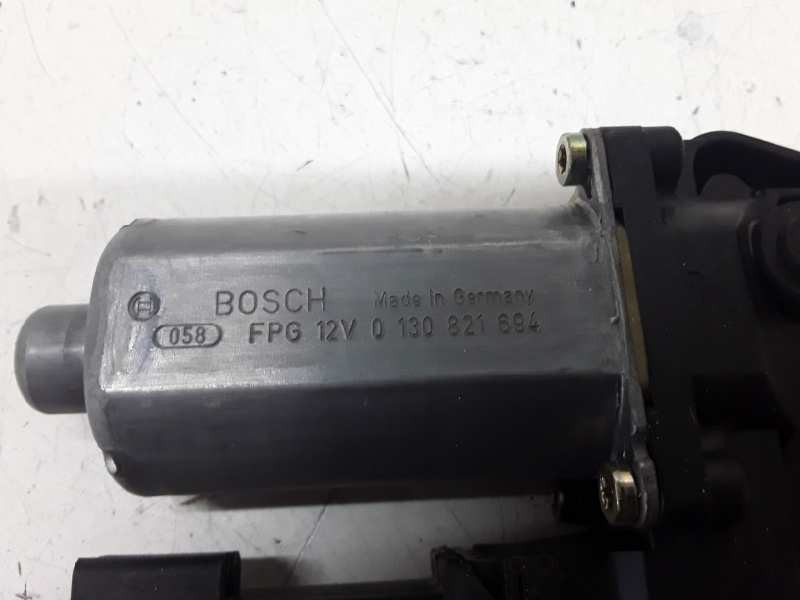 BOSCH Made in Germany
058 FPG 12V 0 130 821 694